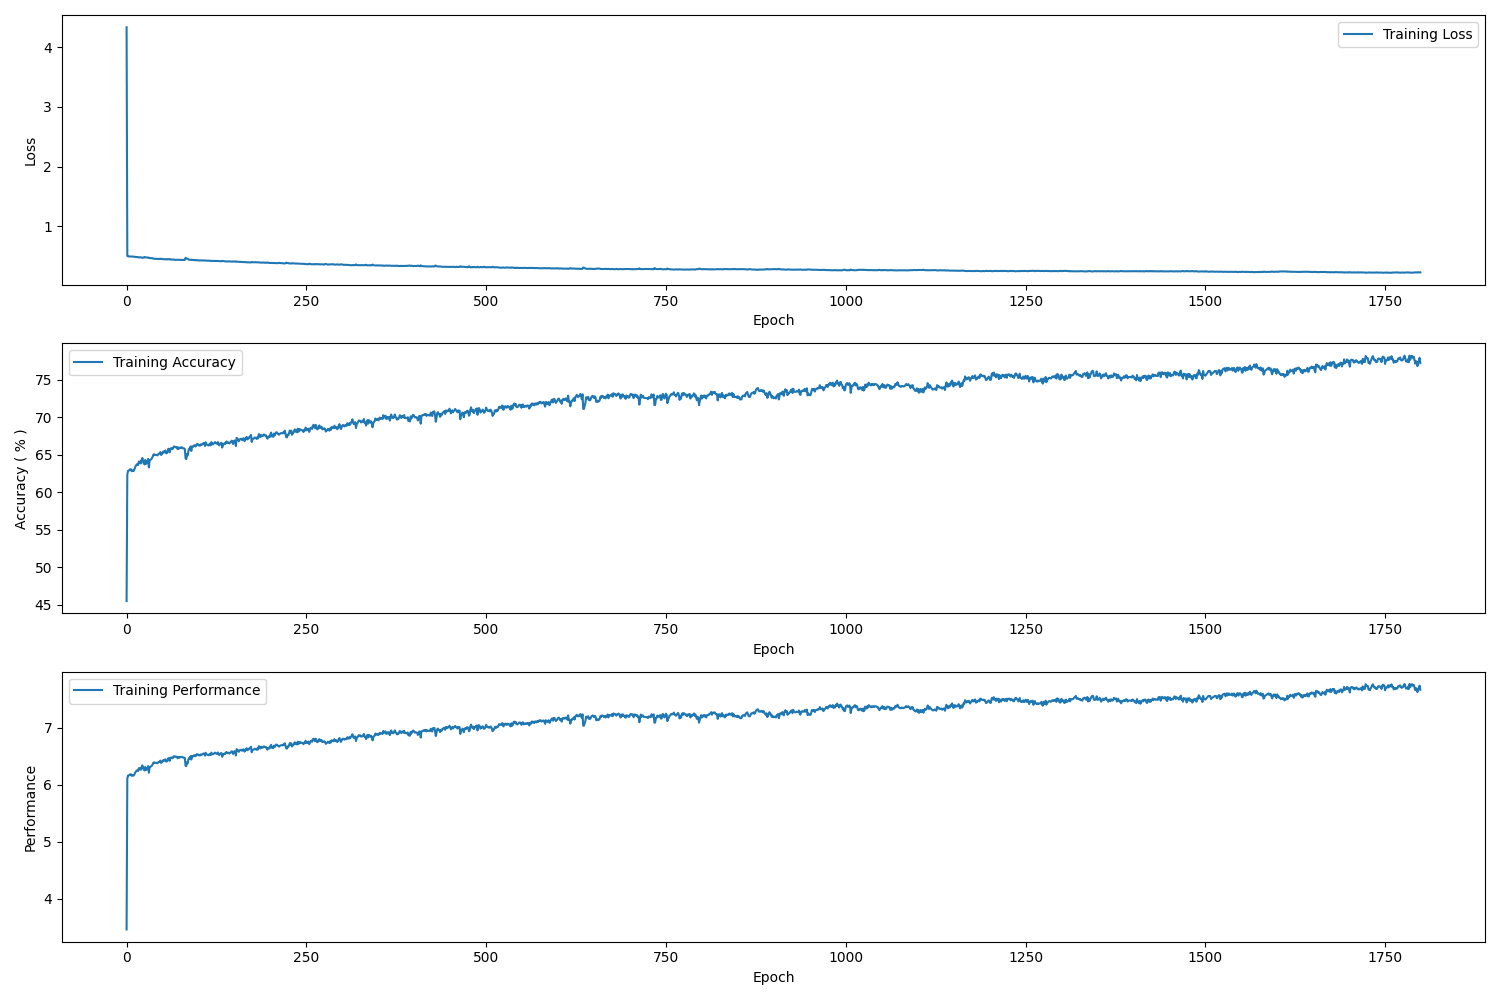 Training Loss
4
3
2
1
Loss
0 250 500 750 1000 1250 1500 1750
Epoch
Training Accuracy
75
70
65
60
55
50
45
Accuracy ( % )
0 250 500 750 1000 1250 1500 1750
Epoch
Training Performance
7
6
5
4
Performance
0 250 500 750 1000 1250 1500 1750
Epoch